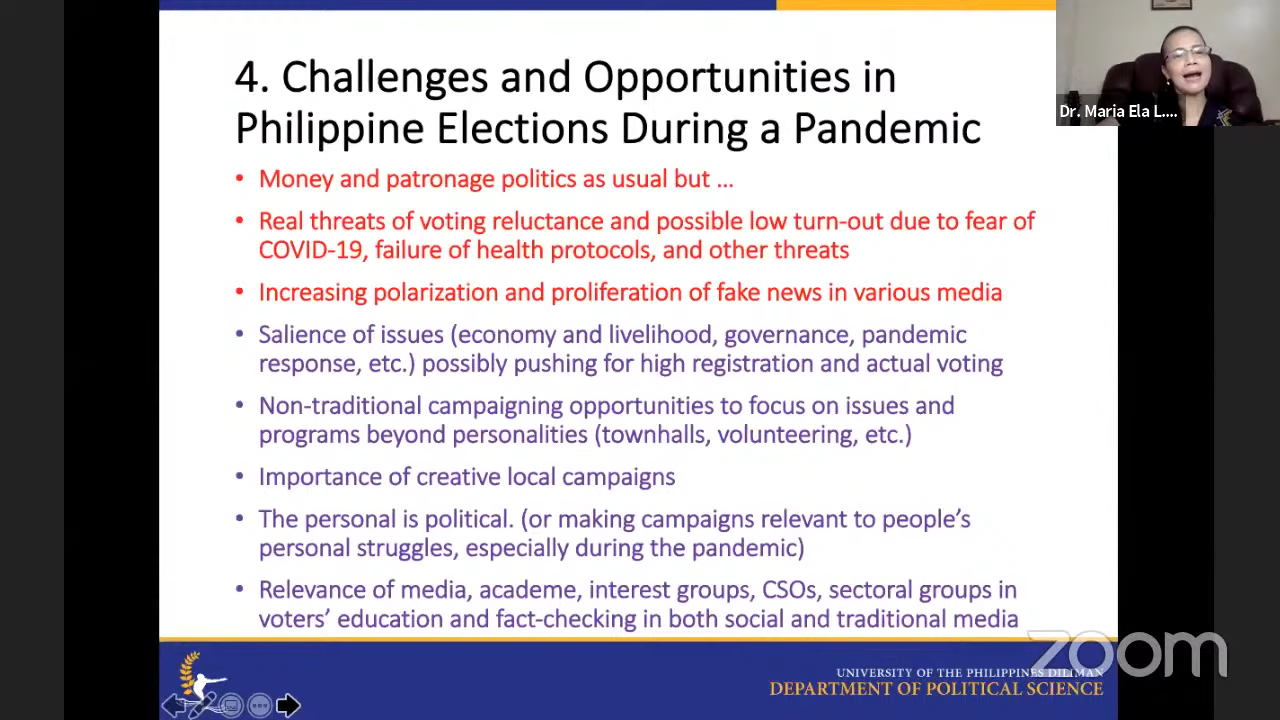 4. Challenges and Opportunities in
Philippine Elections During a Pandemic
• Money and patronage politics as usual but ...
• Real threats of voting reluctance and possible low turn-out due to fear of
COVID-19, failure of health protocols, and other threats
• Increasing polarization and proliferation of fake news in various media
• Salience of issues (economy and livelihood, governance, pandemic
response, etc.) possibly pushing for high registration and actual voting
• Non-traditional campaigning opportunities to focus on issues and
programs beyond personalities (townhalls, volunteering, etc.)
• Importance of creative local campaigns
• The personal is political. (or making campaigns relevant to people’s
personal struggles, especially during the pandemic)
• Relevance of media, academe, interest groups, CSOs, sectoral groups in
voters’ education and fact-checking in both social and traditional media
Dr. Maria Ela L....
UNIVERSITY OF THE PHILIPPINES DILIMAN
DEPARTMENT OF POLITICAL SCIENCE
zoom